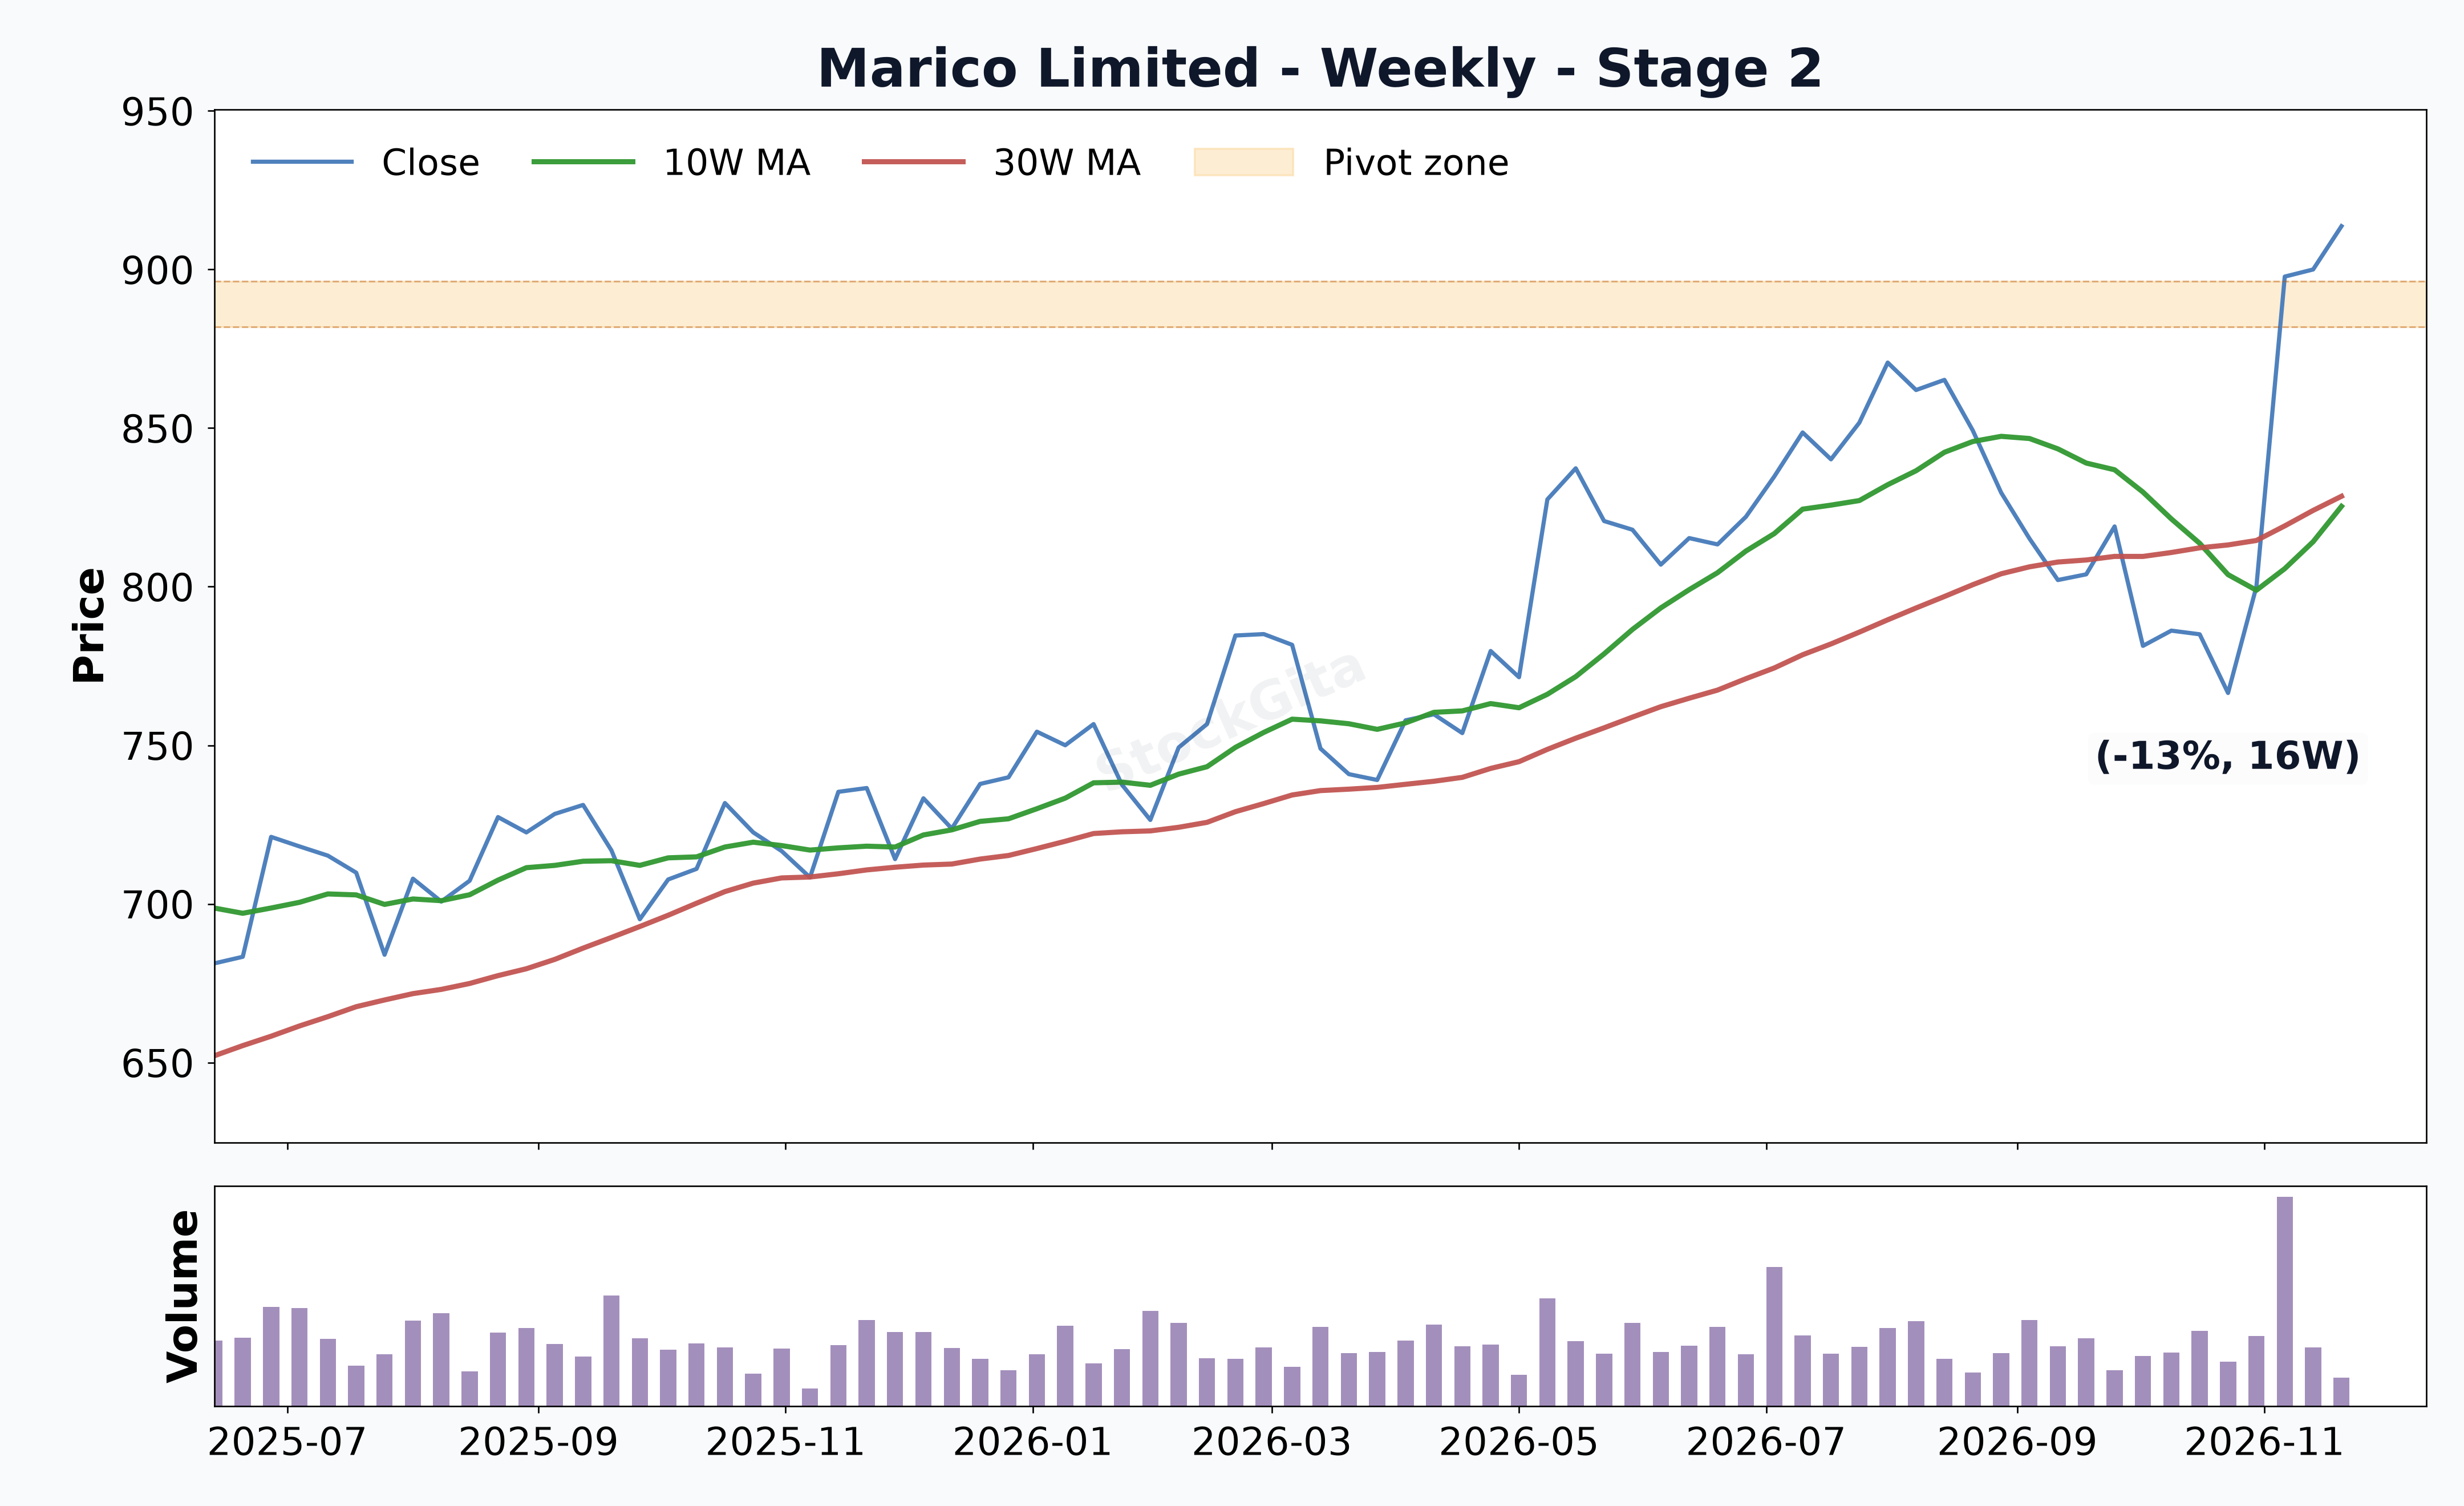 Marico Limited - Weekly - Stage 2
Close 10W MA 30W MA Pivot zone
Price
950
900
850
800
750
700
650
StockGita
(-13%, 16W)
Volume
2025-07 2025-09 2025-11 2026-01 2026-03 2026-05 2026-07 2026-09 2026-11